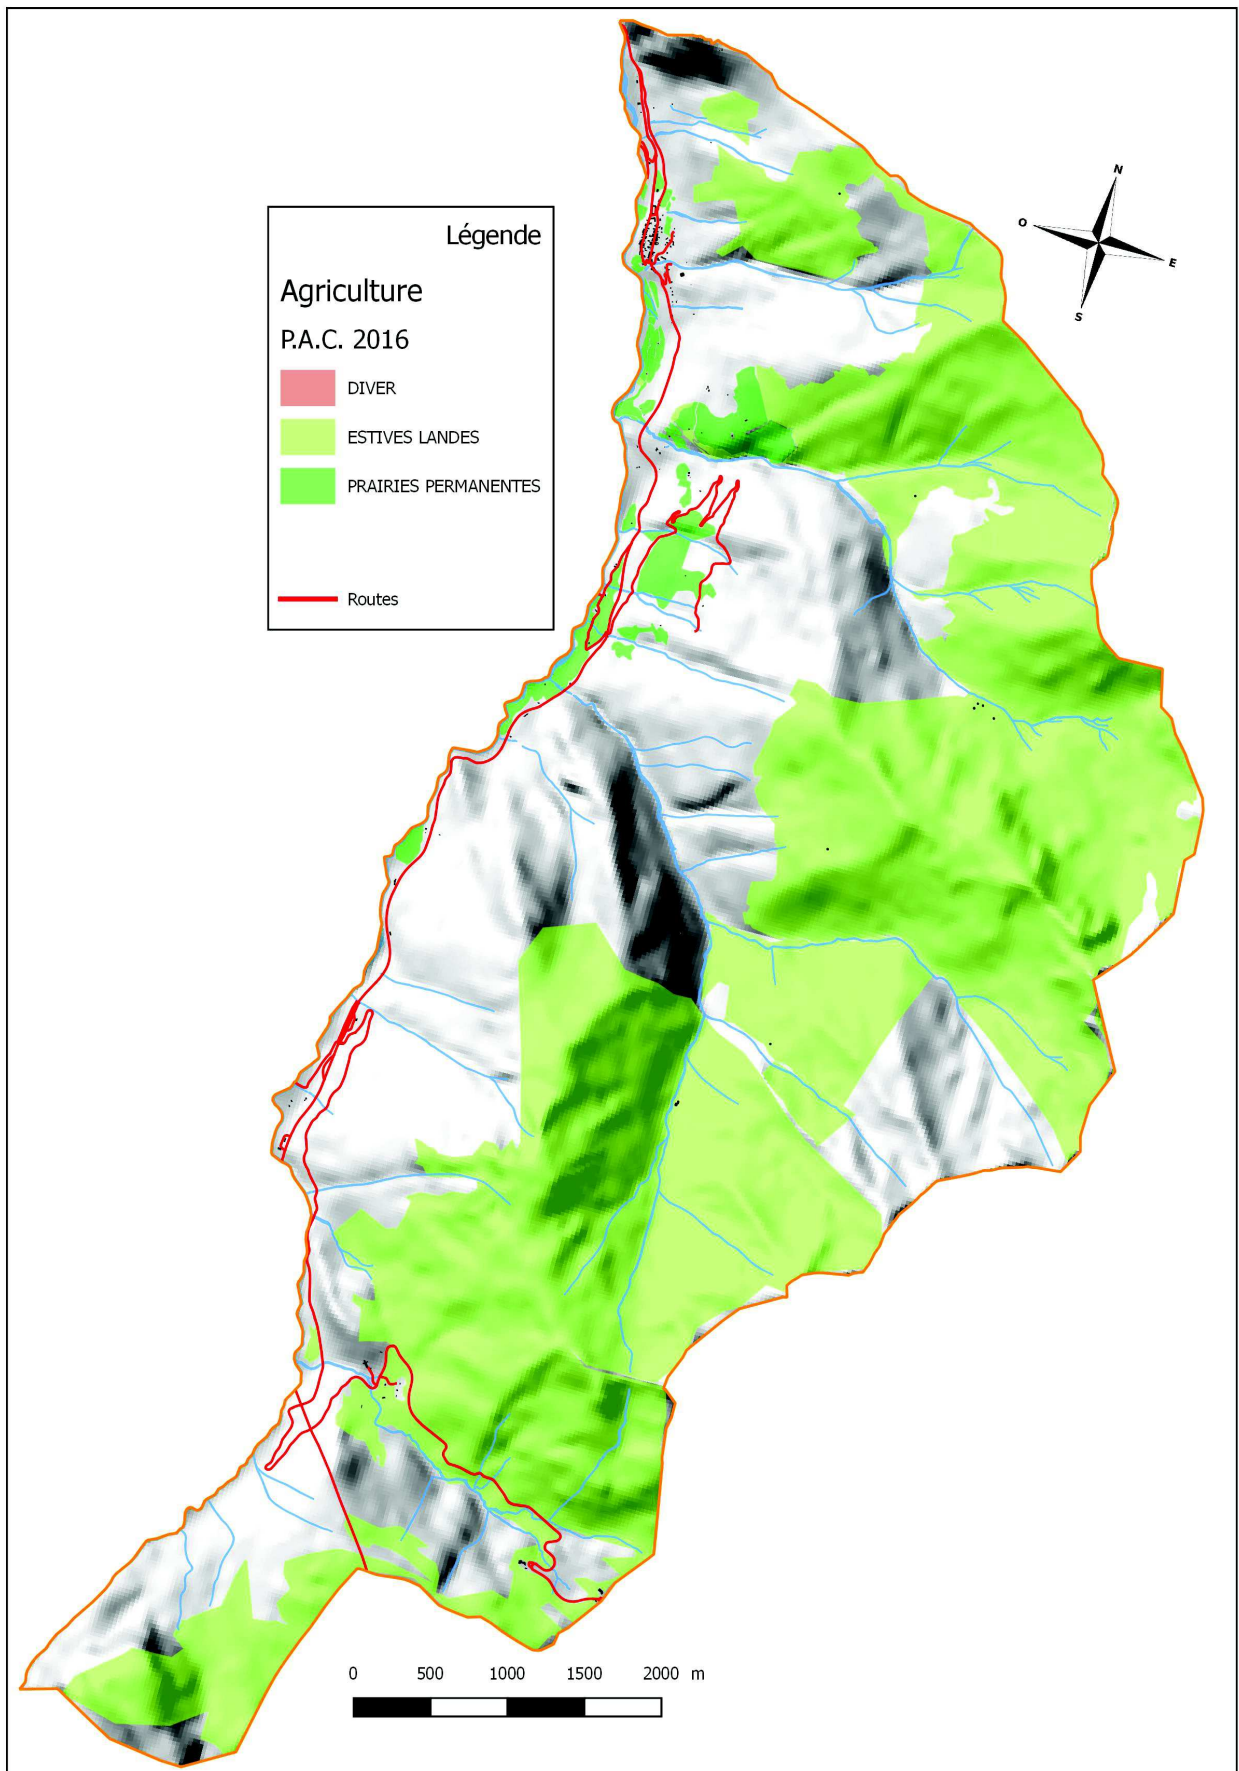 N
O
E
S
Légende
Agriculture
P.A.C. 2016
DIVER
ESTIVES LANDES
PRAIRIES PERMANENTES
Routes
0 500 1000 1500 2000 m